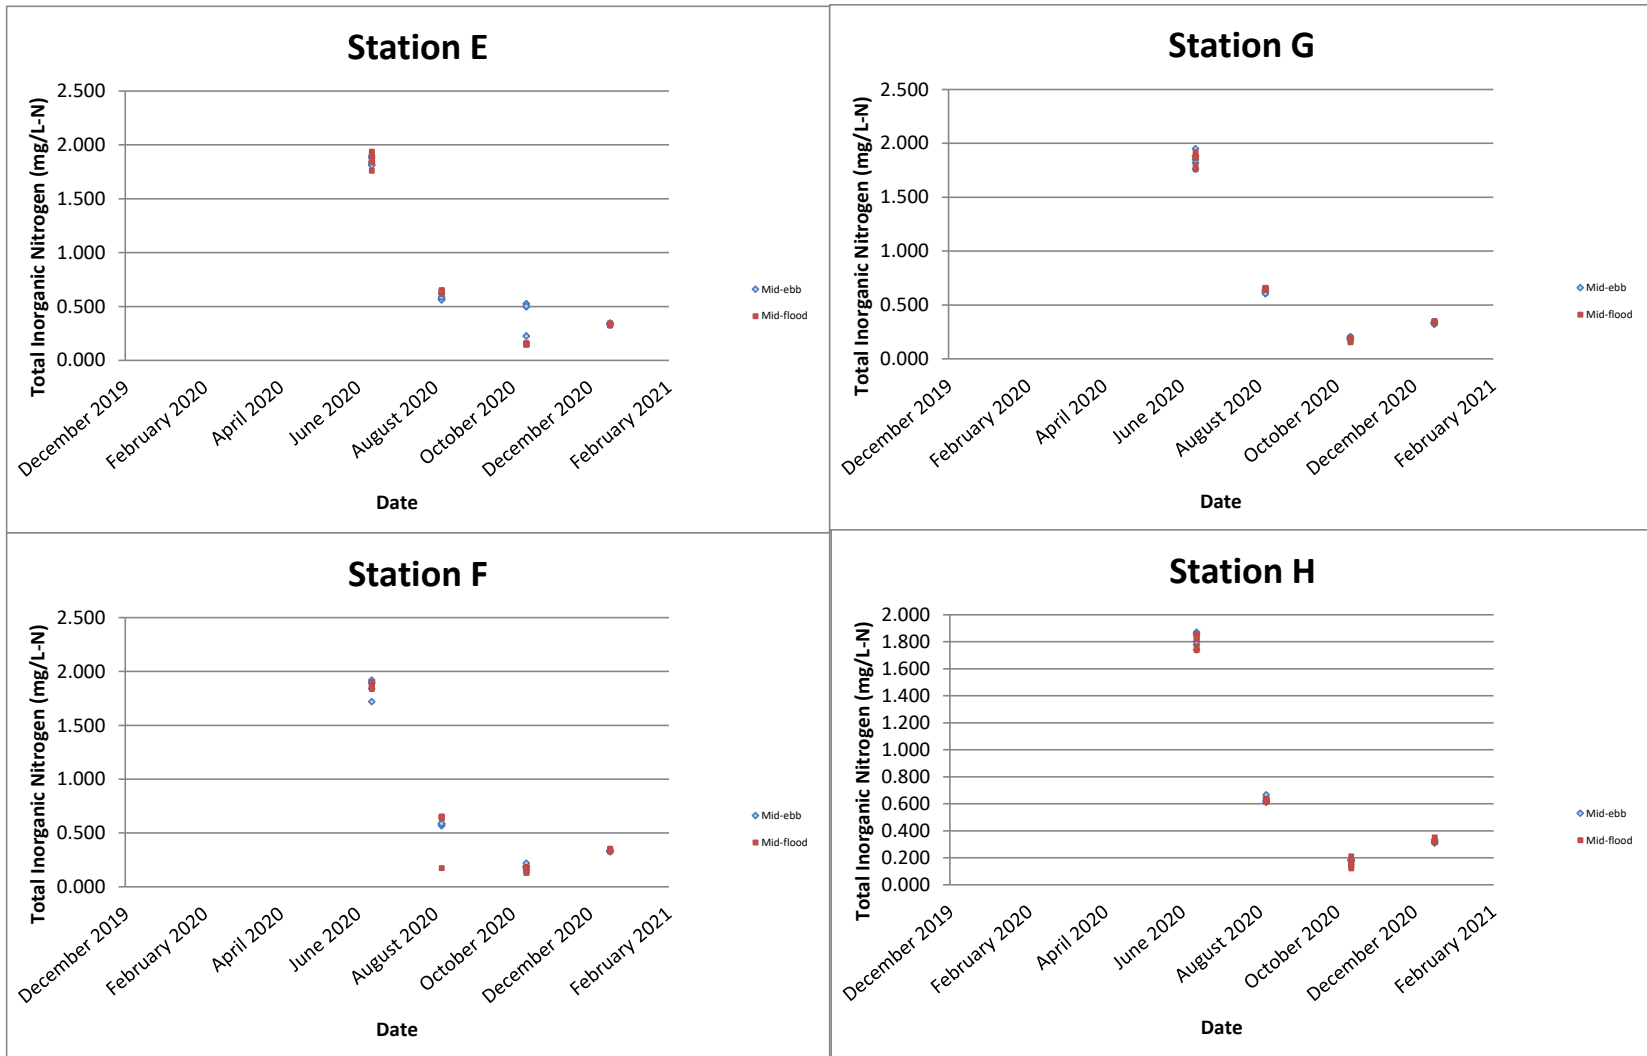 Station E
Total Inorganic Nitrogen (mg/L-N)
2.500
2.000
1.500
1.000
0.500
0.000
December 2019
February 2020
April 2020
June 2020
August 2020
October 2020
December 2020
February 2021
Date
Mid-ebb
Mid-flood
Station G
Total Inorganic Nitrogen (mg/L-N)
2.500
2.000
1.500
1.000
0.500
0.000
December 2019
February 2020
April 2020
June 2020
August 2020
October 2020
December 2020
February 2021
Date
Mid-ebb
Mid-flood
Station F
Total Inorganic Nitrogen (mg/L-N)
2.500
2.000
1.500
1.000
0.500
0.000
December 2019
February 2020
April 2020
June 2020
August 2020
October 2020
December 2020
February 2021
Date
Mid-ebb
Mid-flood
Station H
Total Inorganic Nitrogen (mg/L-N)
2.000
1.800
1.600
1.400
1.200
1.000
0.800
0.600
0.400
0.200
0.000
December 2019
February 2020
April 2020
June 2020
August 2020
October 2020
December 2020
February 2021
Date
Mid-ebb
Mid-flood